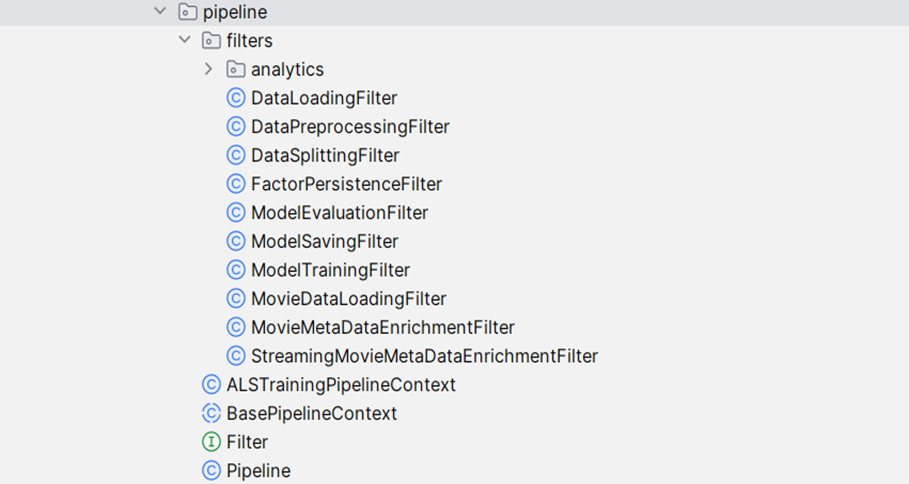 pipeline
filters
analytics
DataLoadingFilter
DataPreprocessingFilter
DataSplittingFilter
FactorPersistenceFilter
ModelEvaluationFilter
ModelSavingFilter
ModelTrainingFilter
MovieDataLoadingFilter
MovieMetaDataEnrichmentFilter
StreamingMovieMetaDataEnrichmentFilter
ALSTrainingPipelineContext
BasePipelineContext
Filter
Pipeline